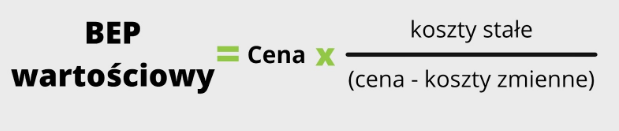 BEP
wartościowy = Cena x
koszty stałe
(cena - koszty zmienne)